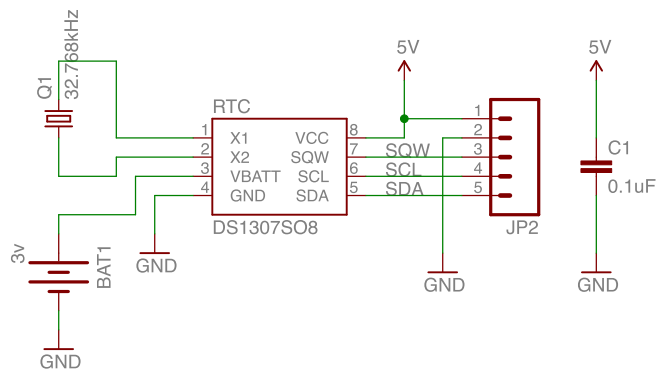 32.768kHz
Q1
5V
5V
RTC
1 X1 VCC 8
2 X2 SQW 7
3 VBATT SCL 6
4 GND SDA 5
DS1307SO8
SQW
SCL
SDA
1
2
3
4
5
JP2
C1
0.1uF
3v
BAT1
GND
GND
GND
GND